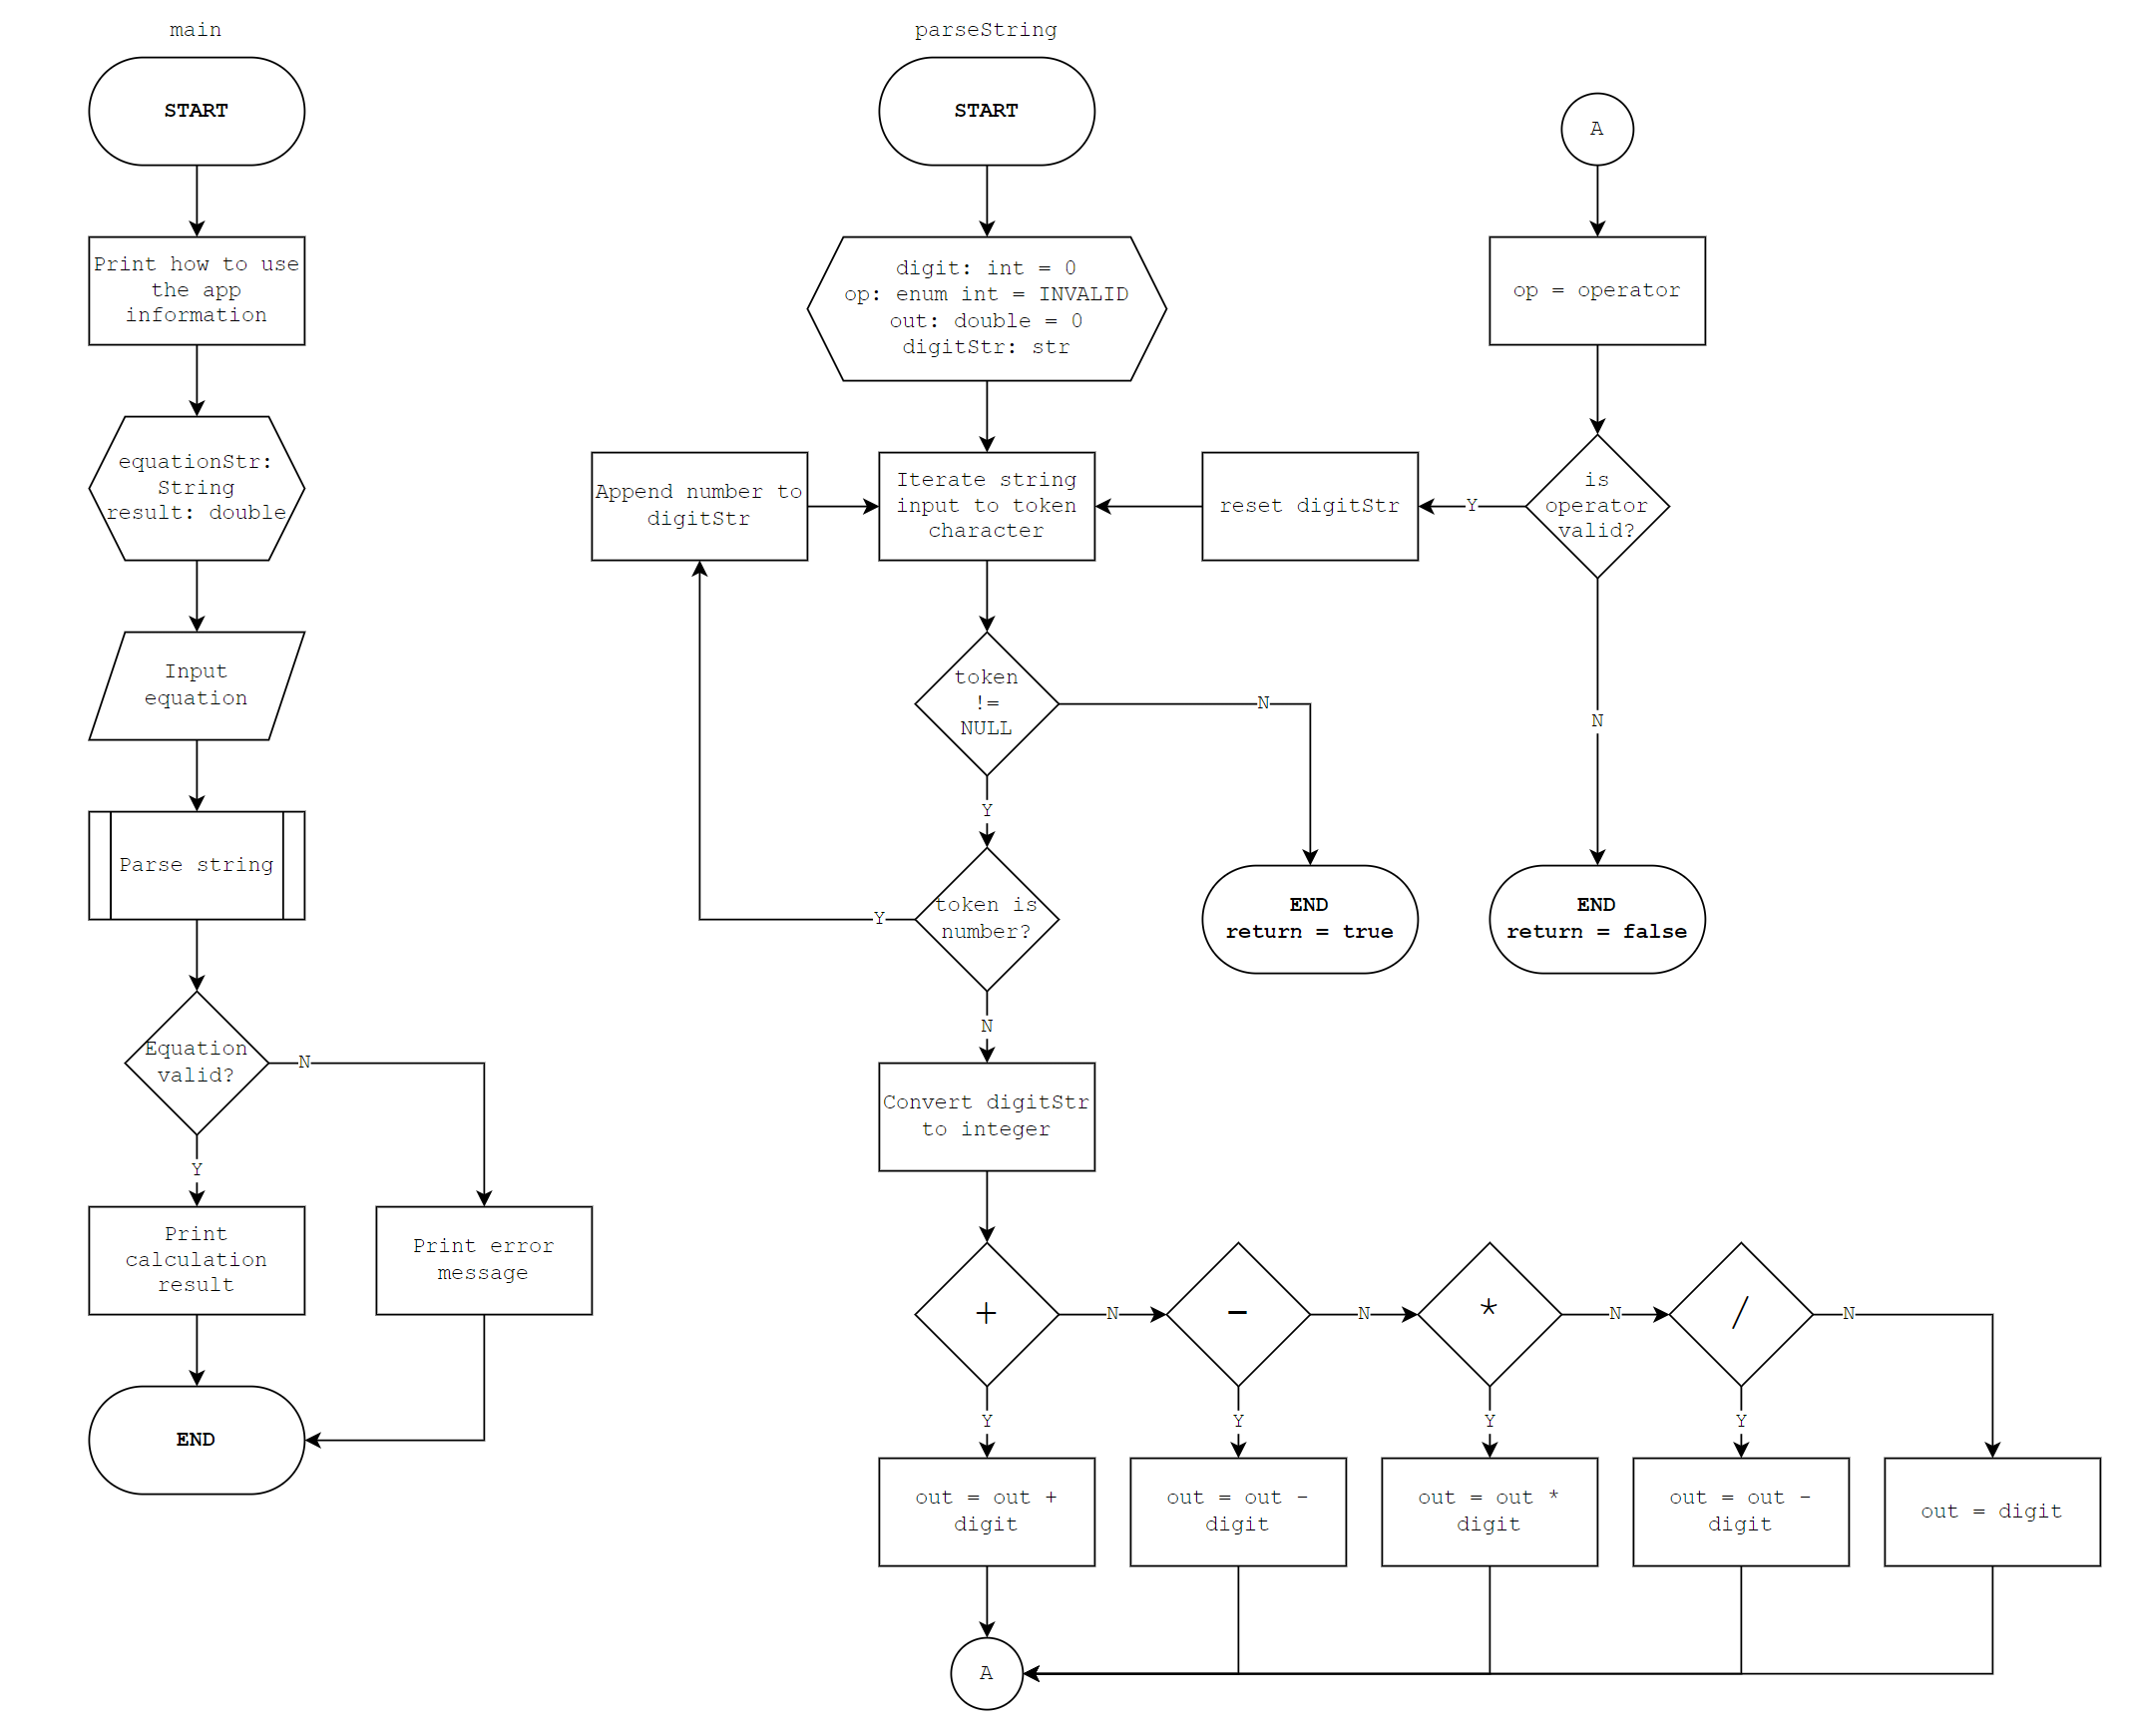 main
START
Print how to use
the app
information
equationStr:
String
result: double
Input
equation
Parse string
Equation
valid?
N
Y
Print
calculation
result
Print error
message
END
parseString
START
digit: int = 0
op: enum int = INVALID
out: double = 0
digitStr: str
Append number to
digitStr
Iterate string
input to token
character
reset digitStr
token
!=
NULL
N
Y
token is
number?
Y
N
END
return = true
Convert digitStr
to integer
+
N
-
N
*
N
/
N
Y
Y
Y
Y
out = out +
digit
out = out -
digit
out = out *
digit
out = out -
digit
out = digit
A
A
op = operator
is
operator
valid?
Y
N
END
return = false